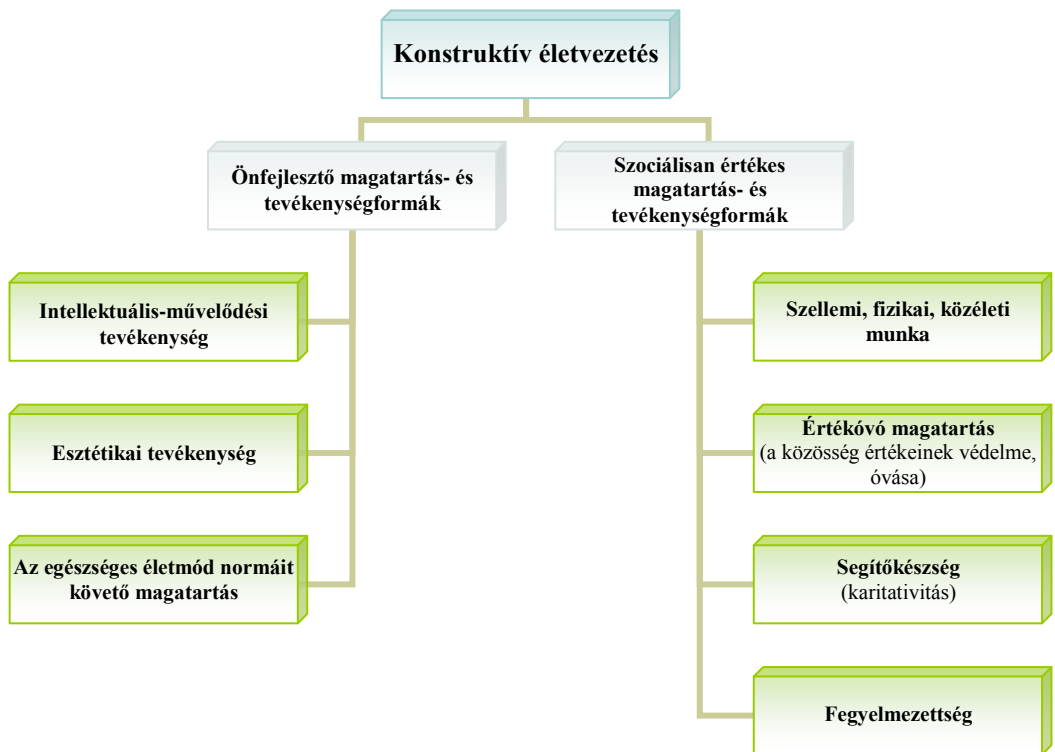 Konstruktív életvezetés
Önfejlesztő magatartás- és
tevékenységformák
Szociálisan értékes
magatartás- és
tevékenységformák
Intellektuális-művelődési
tevékenység
Esztétikai tevékenység
Az egészséges életmód normáit
követő magatartás
Szellemi, fizikai, közéleti
munka
Értékóvó magatartás
(a közösség értékeinek védelme,
óvása)
Segítőkészség
(karitativitás)
Fegyelmezettség